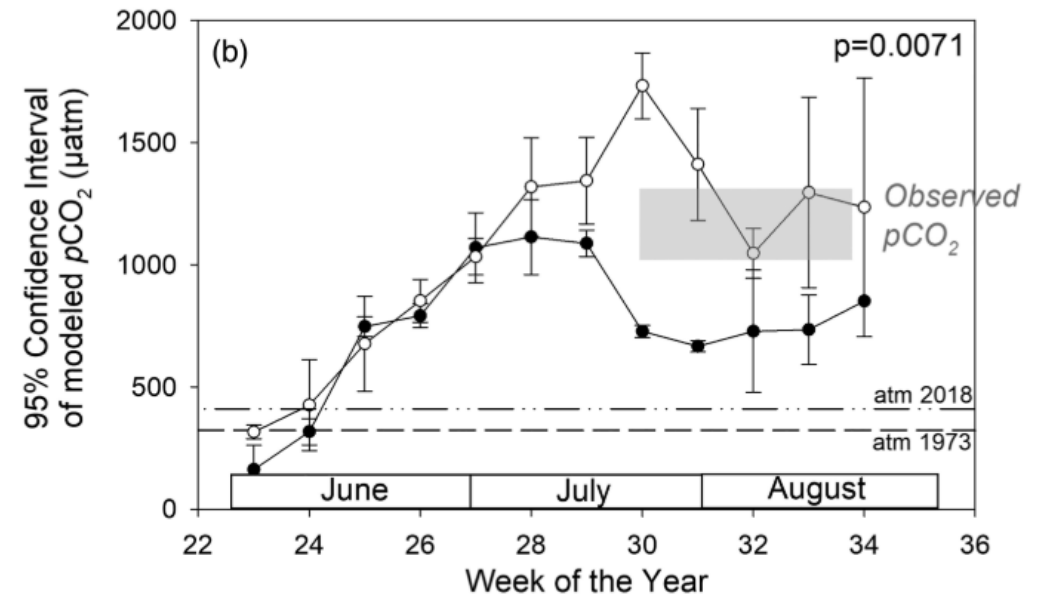 2000
(b)
p=0.0071
1500
1000
500
0
95% Confidence Interval
of modeled pCO₂ (µatm)
Observed
pCO₂
atm 2018
atm 1973
June
July
August
22
24
26
28
30
32
34
36
Week of the Year